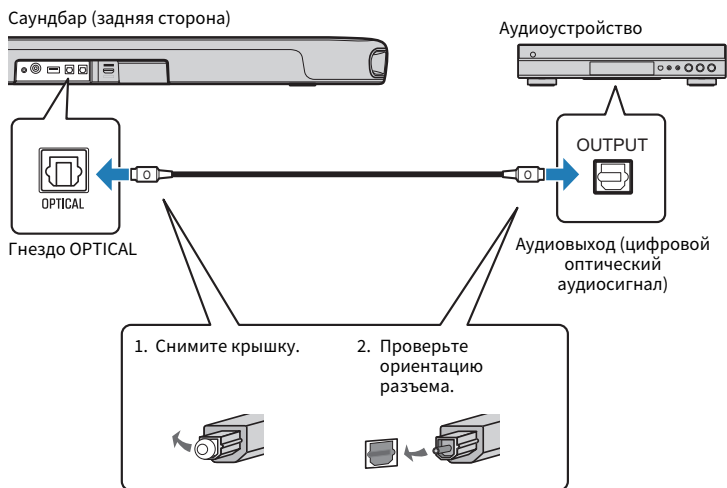 Саундбар (задняя сторона)
Аудиоустройство
OPTICAL
OUTPUT
Гнездо OPTICAL
Аудиовыход (цифровой
оптический
аудиосигнал)
1. Снимите крышку.
2. Проверьте
ориентацию
разъема.